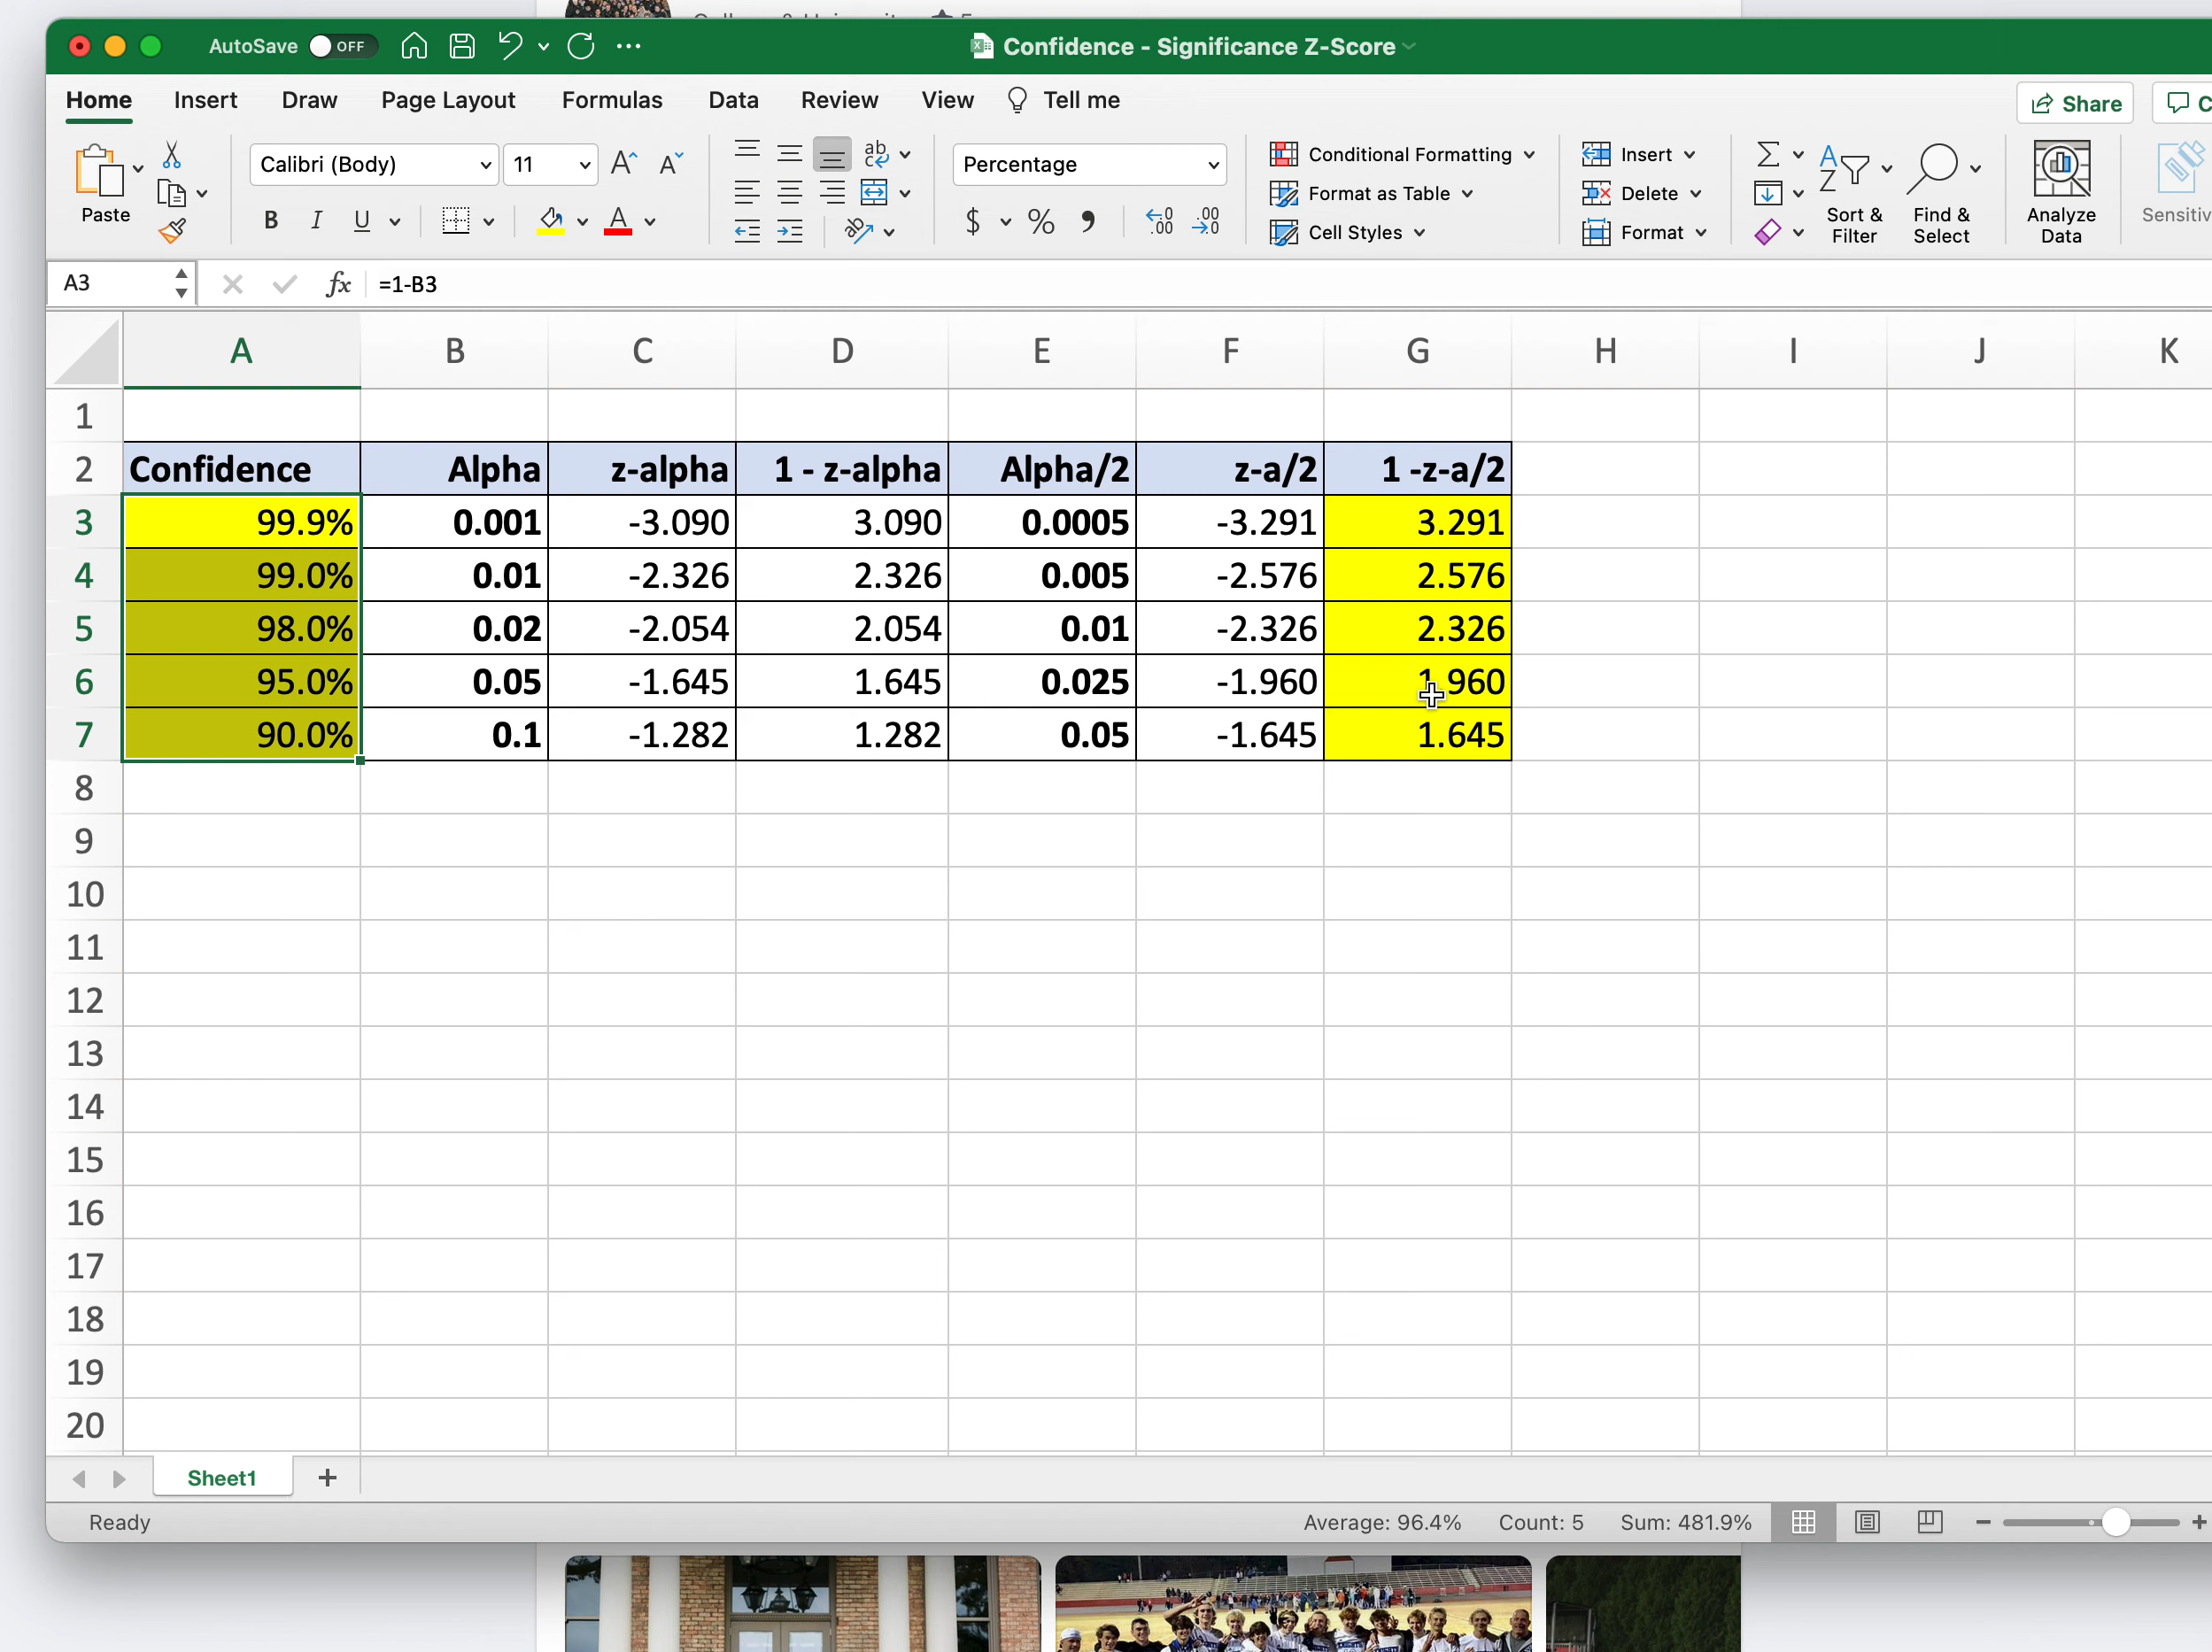 AutoSave OFF Confidence - Significance Z-Score
Home Insert Draw Page Layout Formulas Data Review View Tell me Share
Paste
Calibri (Body) 11
B I U
ab
c
Percentage
$ % 
Conditional Formatting
Format as Table
Cell Styles
Insert
Delete
Format
Sort &
Filter
Find &
Select
Analyze
Data
A3 fx =1-B3
A B C D E F G H I J K
1
2 Confidence Alpha z-alpha 1 - z-alpha Alpha/2 z-a/2 1 -z-a/2
3 99.9% 0.001 -3.090 3.090 0.0005 -3.291 3.291
4 99.0% 0.01 -2.326 2.326 0.005 -2.576 2.576
5 98.0% 0.02 -2.054 2.054 0.01 -2.326 2.326
6 95.0% 0.05 -1.645 1.645 0.025 -1.960 1.960
7 90.0% 0.1 -1.282 1.282 0.05 -1.645 1.645
8
9
10
11
12
13
14
15
16
17
18
19
20
Sheet1 +
Ready Average: 96.4% Count: 5 Sum: 481.9%